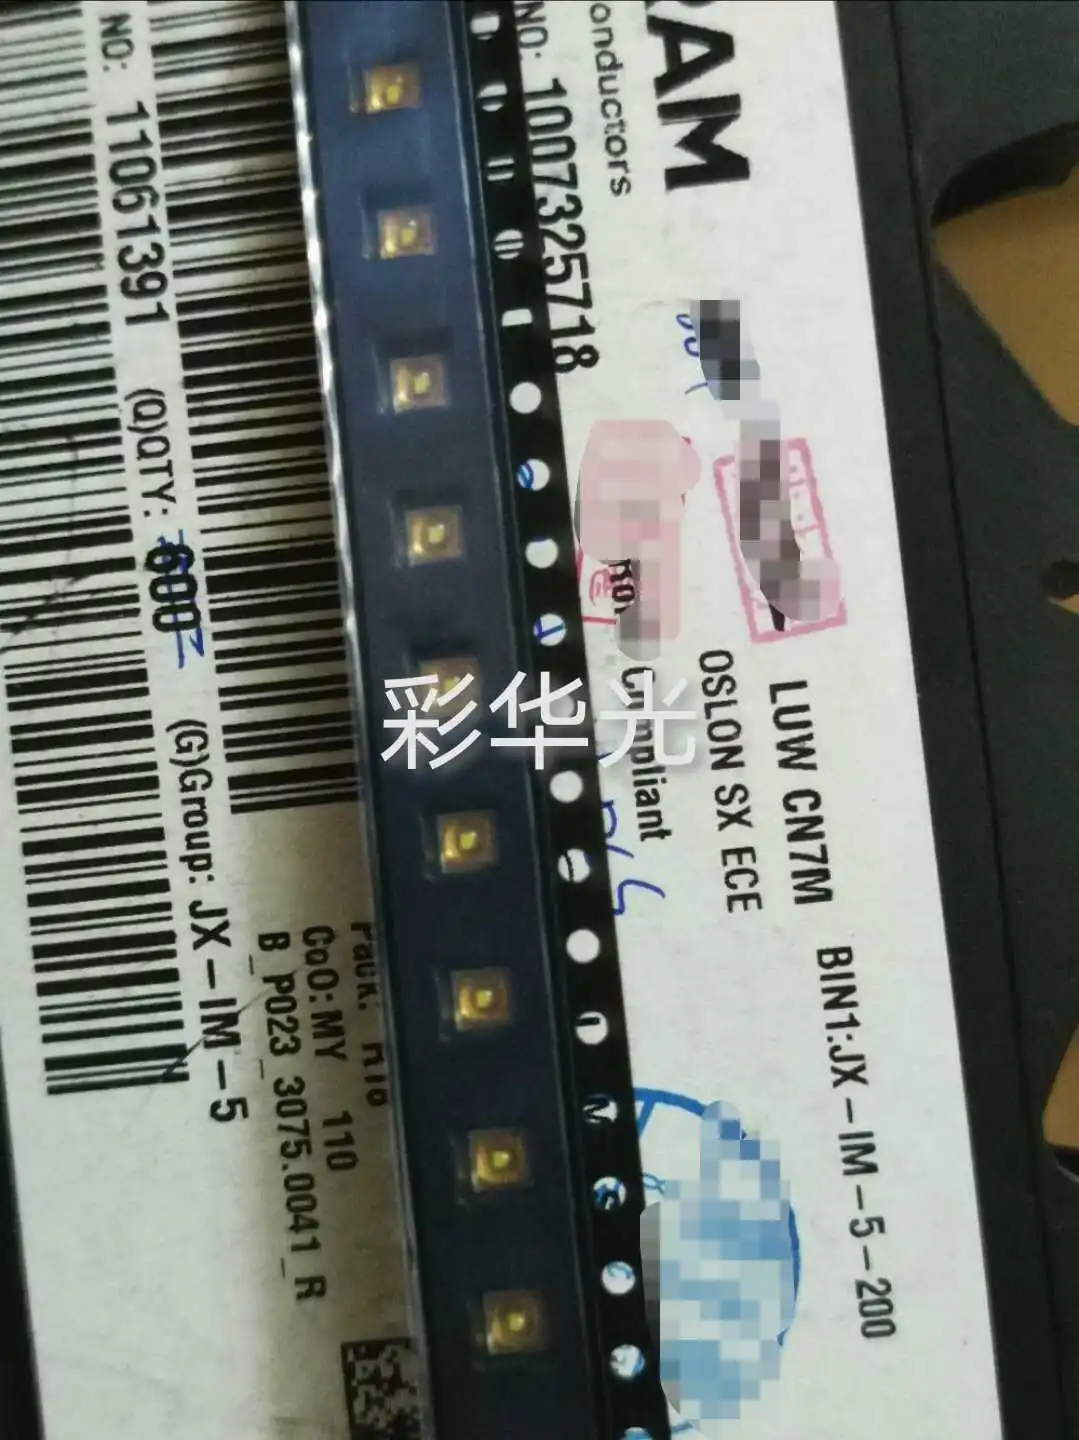 RAM
onductors
LUW CN7M
BIN1:JX-IM-5-200
OSLON SX ECE
Compliant
NO: 1007325718
NO: 11061391
(Q)QTY: 600
(G)Group: JX-IM-5
Pack: R18
CoO:MY 110
B_P023_3075.0041_R
彩华光